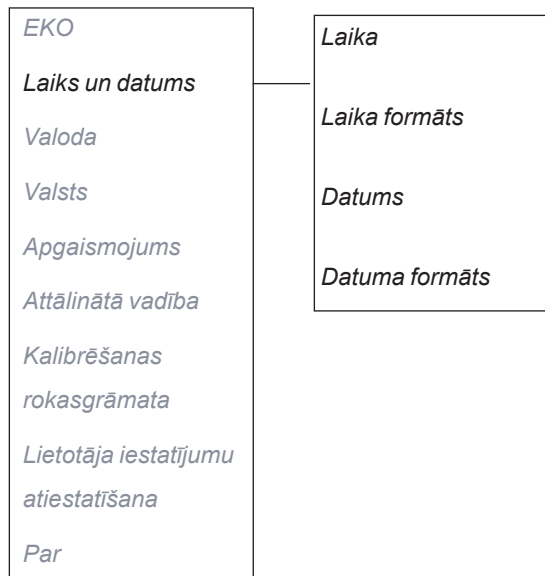 EKO
Laiks un datums
Valoda
Valsts
Apgaismojums
Attālinātā vadība
Kalibrēšanas
rokasgrāmata
Lietotāja iestatījumu
atiestatīšana
Par
Laika
Laika formāts
Datums
Datuma formāts